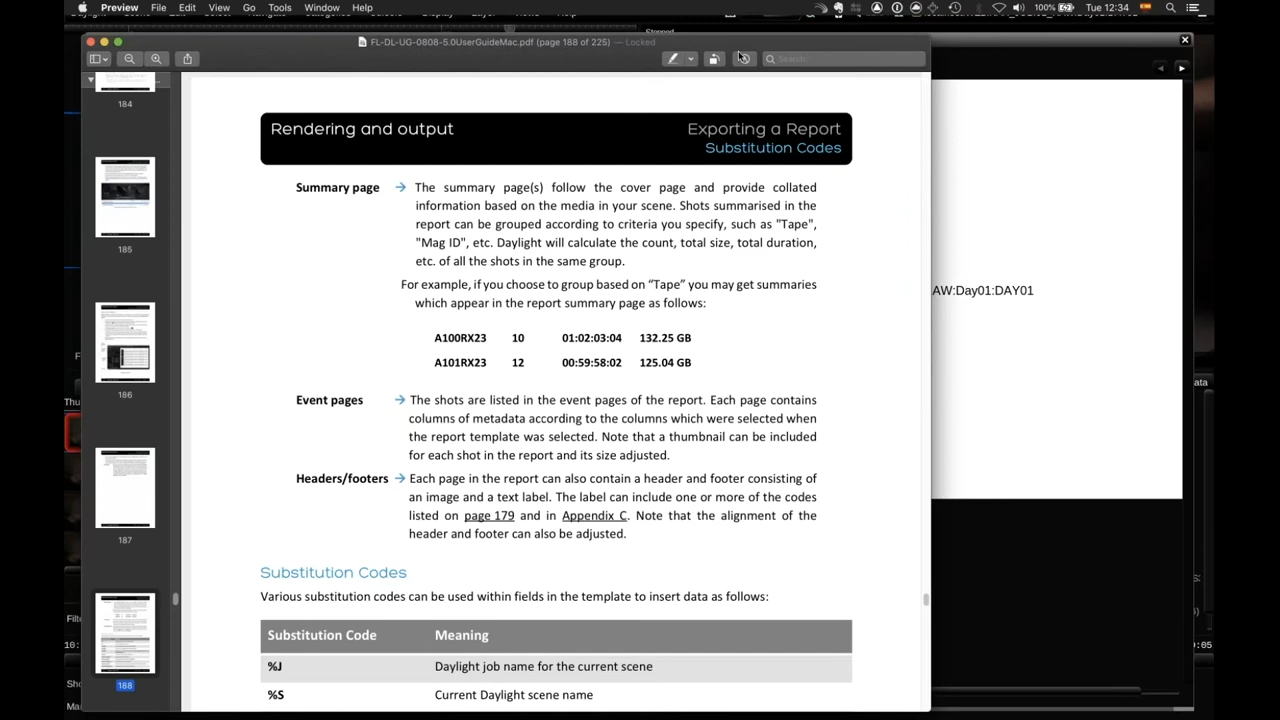 Preview File Edit View Go Tools Window Help
100% Tue 12:34
FL-DL-UG-0808-5.0UserGuideMac.pdf (page 188 of 225) — Locked
Search
184
185
186
187
188
Rendering and output
Exporting a Report
Substitution Codes
Summary page → The summary page(s) follow the cover page and provide collated
information based on the media in your scene. Shots summarised in the
report can be grouped according to criteria you specify, such as "Tape",
"Mag ID", etc. Daylight will calculate the count, total size, total duration,
etc. of all the shots in the same group.
For example, if you choose to group based on “Tape” you may get summaries
which appear in the report summary page as follows:
A100RX23 10 01:02:03:04 132.25 GB
A101RX23 12 00:59:58:02 125.04 GB
Event pages → The shots are listed in the event pages of the report. Each page contains
columns of metadata according to the columns which were selected when
the report template was selected. Note that a thumbnail can be included
for each shot in the report and its size adjusted.
Headers/footers → Each page in the report can also contain a header and footer consisting of
an image and a text label. The label can include one or more of the codes
listed on page 179 and in Appendix C. Note that the alignment of the
header and footer can also be adjusted.
Substitution Codes
Various substitution codes can be used within fields in the template to insert data as follows:
Substitution Code Meaning
%J Daylight job name for the current scene
%S Current Daylight scene name
AW:Day01:DAY01